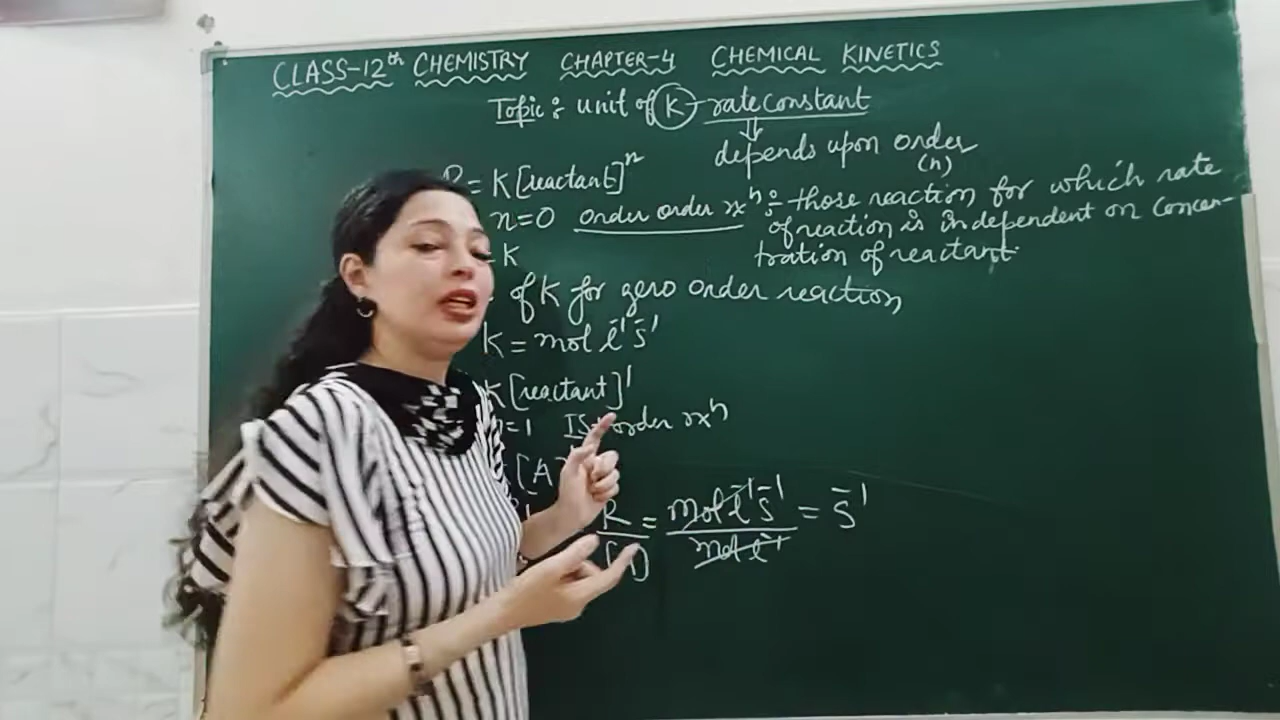 CLASS-12th CHEMISTRY CHAPTER-4 CHEMICAL KINETICS
Topic : unit of K - rate constant
⇓
depends upon order
(n)
R = K [reactant]ⁿ
n=0 order order rxⁿ :- those reaction for which rate
of reaction is independent on concen-
tration of reactant.
= K
of K for zero order reaction,
K = mol l⁻¹ s⁻¹
K [reactant]¹
n=1 Ist order rxⁿ
[A]
R/[A] = mol l⁻¹ s⁻¹ / mol l⁻¹ = s⁻¹